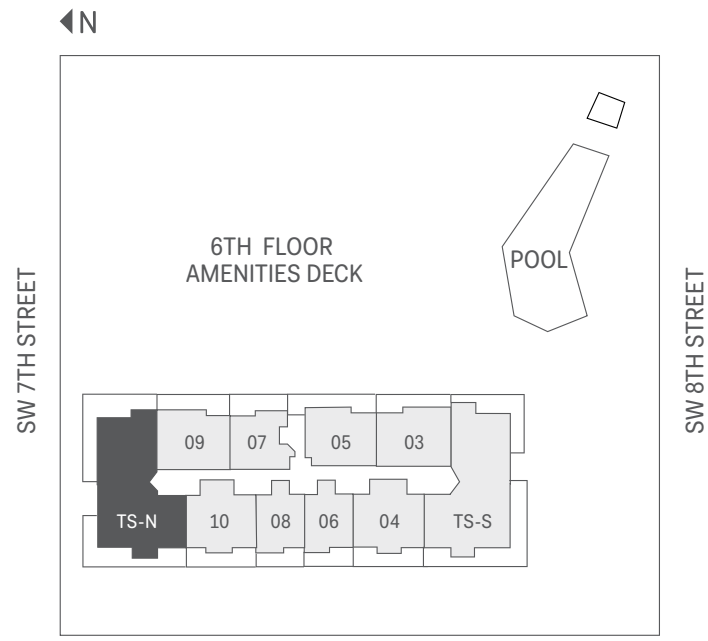 N
6TH FLOOR
AMENITIES DECK
POOL
SW 7TH STREET
SW 8TH STREET
09
07
05
03
TS-N
10
08
06
04
TS-S